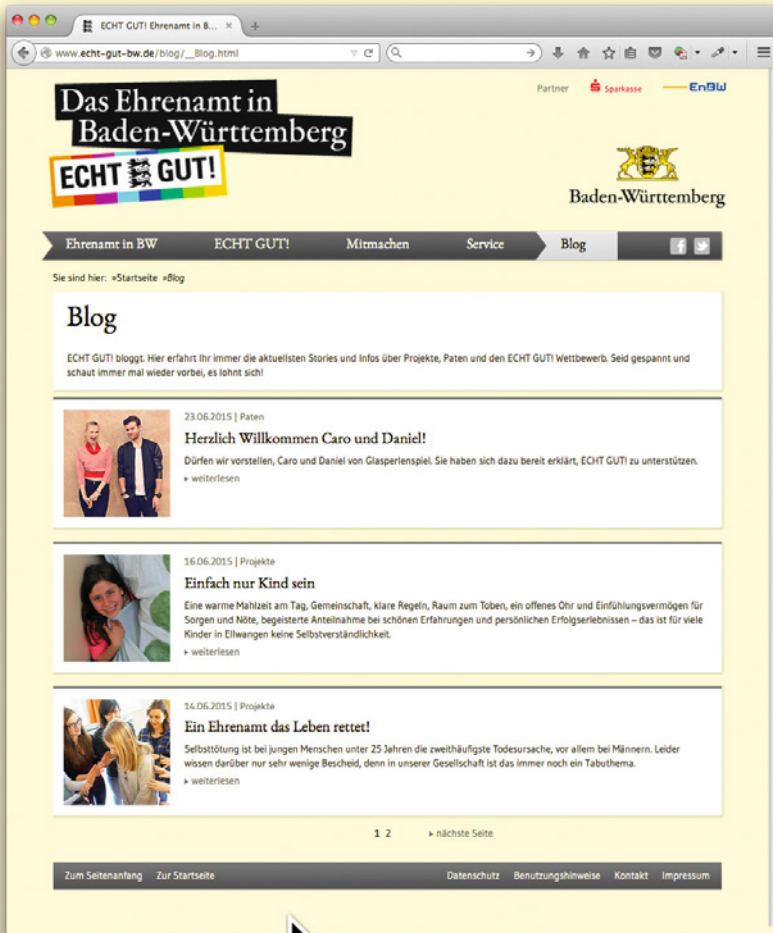 ECHT GUT! Ehrenamt in B...
www.echt-gut-bw.de/blog/__Blog.html
Das Ehrenamt in
Baden-Württemberg
ECHT GUT!
Partner Sparkasse EnBW
Baden-Württemberg
Ehrenamt in BW ECHT GUT! Mitmachen Service Blog
Sie sind hier: »Startseite »Blog
Blog
ECHT GUT! bloggt. Hier erfahrt Ihr immer die aktuellsten Stories und Infos über Projekte, Paten und den ECHT GUT! Wettbewerb. Seid gespannt und
schaut immer mal wieder vorbei, es lohnt sich!
23.06.2015 | Paten
Herzlich Willkommen Caro und Daniel!
Dürfen wir vorstellen, Caro und Daniel von Glasperlenspiel. Sie haben sich dazu bereit erklärt, ECHT GUT! zu unterstützen.
weiterlesen
16.06.2015 | Projekte
Einfach nur Kind sein
Eine warme Mahlzeit am Tag, Gemeinschaft, klare Regeln, Raum zum Toben, ein offenes Ohr und Einfühlungsvermögen für
Sorgen und Nöte, begeisterte Anteilnahme bei schönen Erfahrungen und persönlichen Erfolgserlebnissen – das ist für viele
Kinder in Ellwangen keine Selbstverständlichkeit.
weiterlesen
14.06.2015 | Projekte
Ein Ehrenamt das Leben rettet!
Selbsttötung ist bei jungen Menschen unter 25 Jahren die zweithäufigste Todesursache, vor allem bei Männern. Leider
wissen darüber nur sehr wenige Bescheid, denn in unserer Gesellschaft ist das immer noch ein Tabuthema.
weiterlesen
1 2 nächste Seite
Zum Seitenanfang Zur Startseite Datenschutz Benutzungshinweise Kontakt Impressum